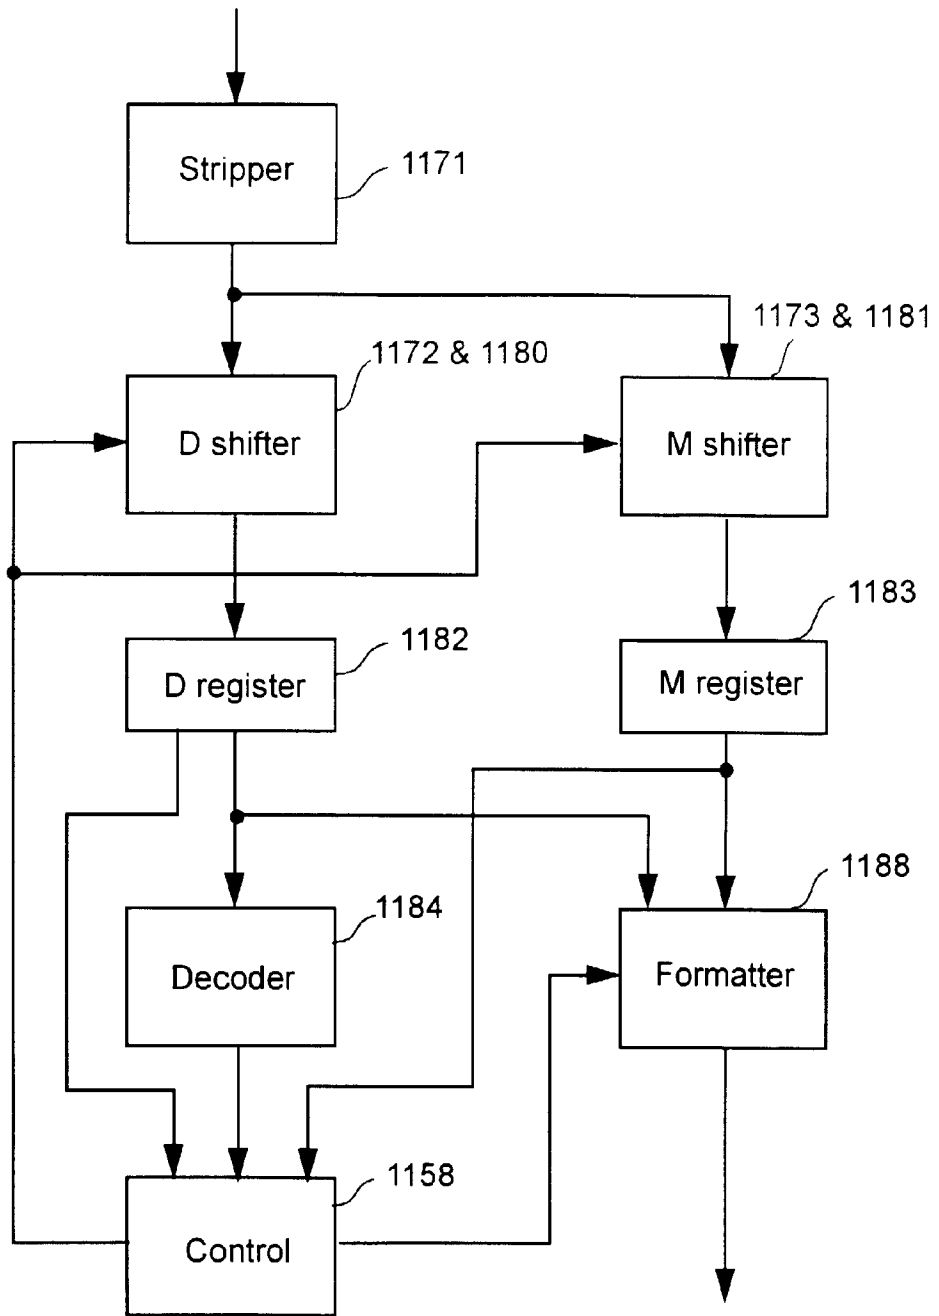 Stripper
1171
1173 & 1181
1172 & 1180
D shifter
M shifter
1183
1182
D register
M register
1188
1184
Decoder
Formatter
1158
Control